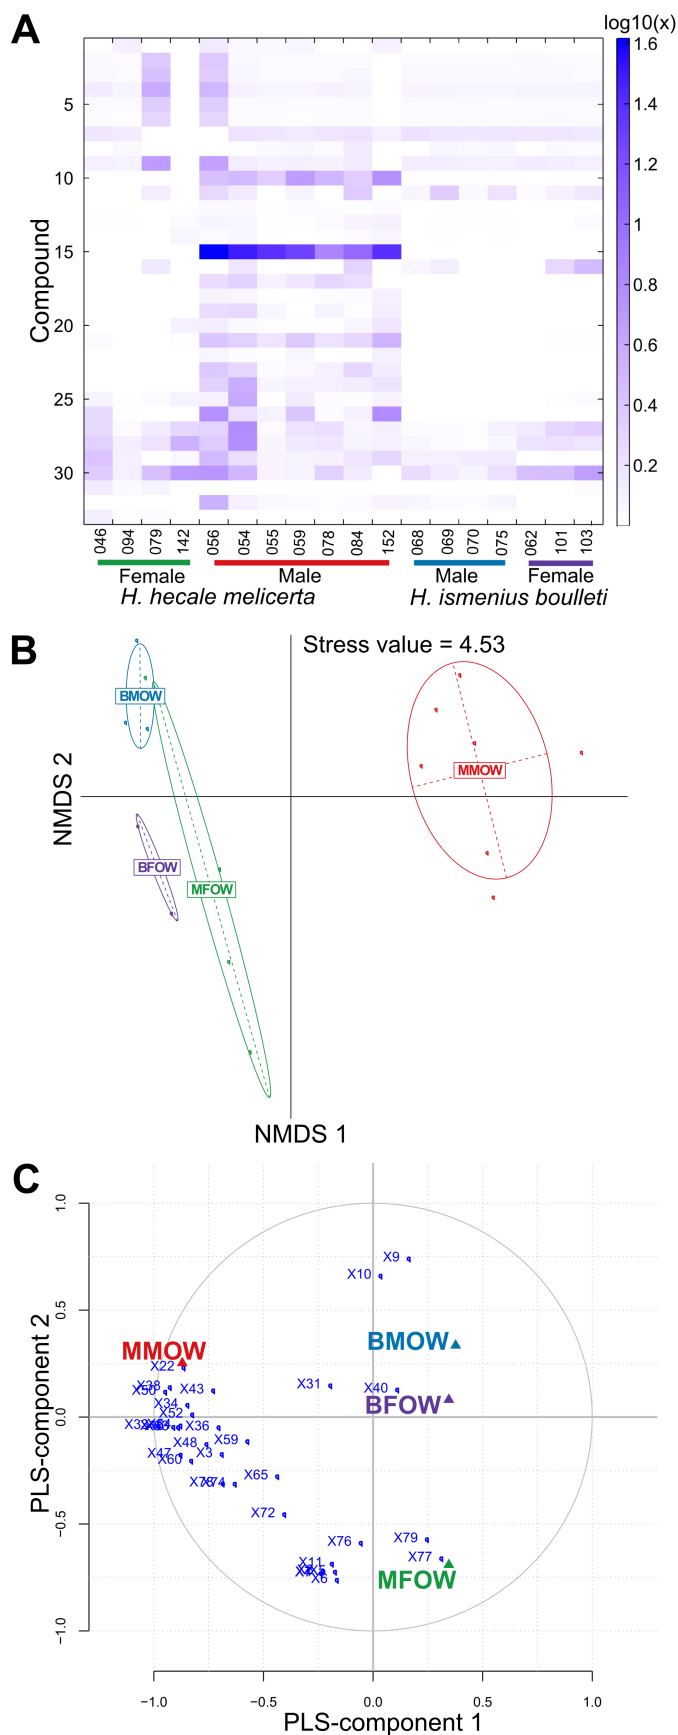 A
log10(x)
1.6
1.4
1.2
1
0.8
0.6
0.4
0.2
Compound
5
10
15
20
25
30
046 094 079 142 056 054 055 059 078 084 152 068 069 070 075 062 101 103
Female Male Male Female
H. hecale melicerta H. ismenius boulleti
B
Stress value = 4.53
NMDS 2
BMOW
MMOW
BFOW
MFOW
NMDS 1
C
PLS-component 2
1.0
0.5
0.0
−0.5
−1.0
X9
X10
BMOW
MMOW
X22
X31
X40
X43
X50
BFOW
X34
X52
X36
X59
X48
X3
X47
X60
X65
X74
X72
X79
X76
X77
X11
MFOW
X6
−1.0 −0.5 0.0 0.5 1.0
PLS-component 1